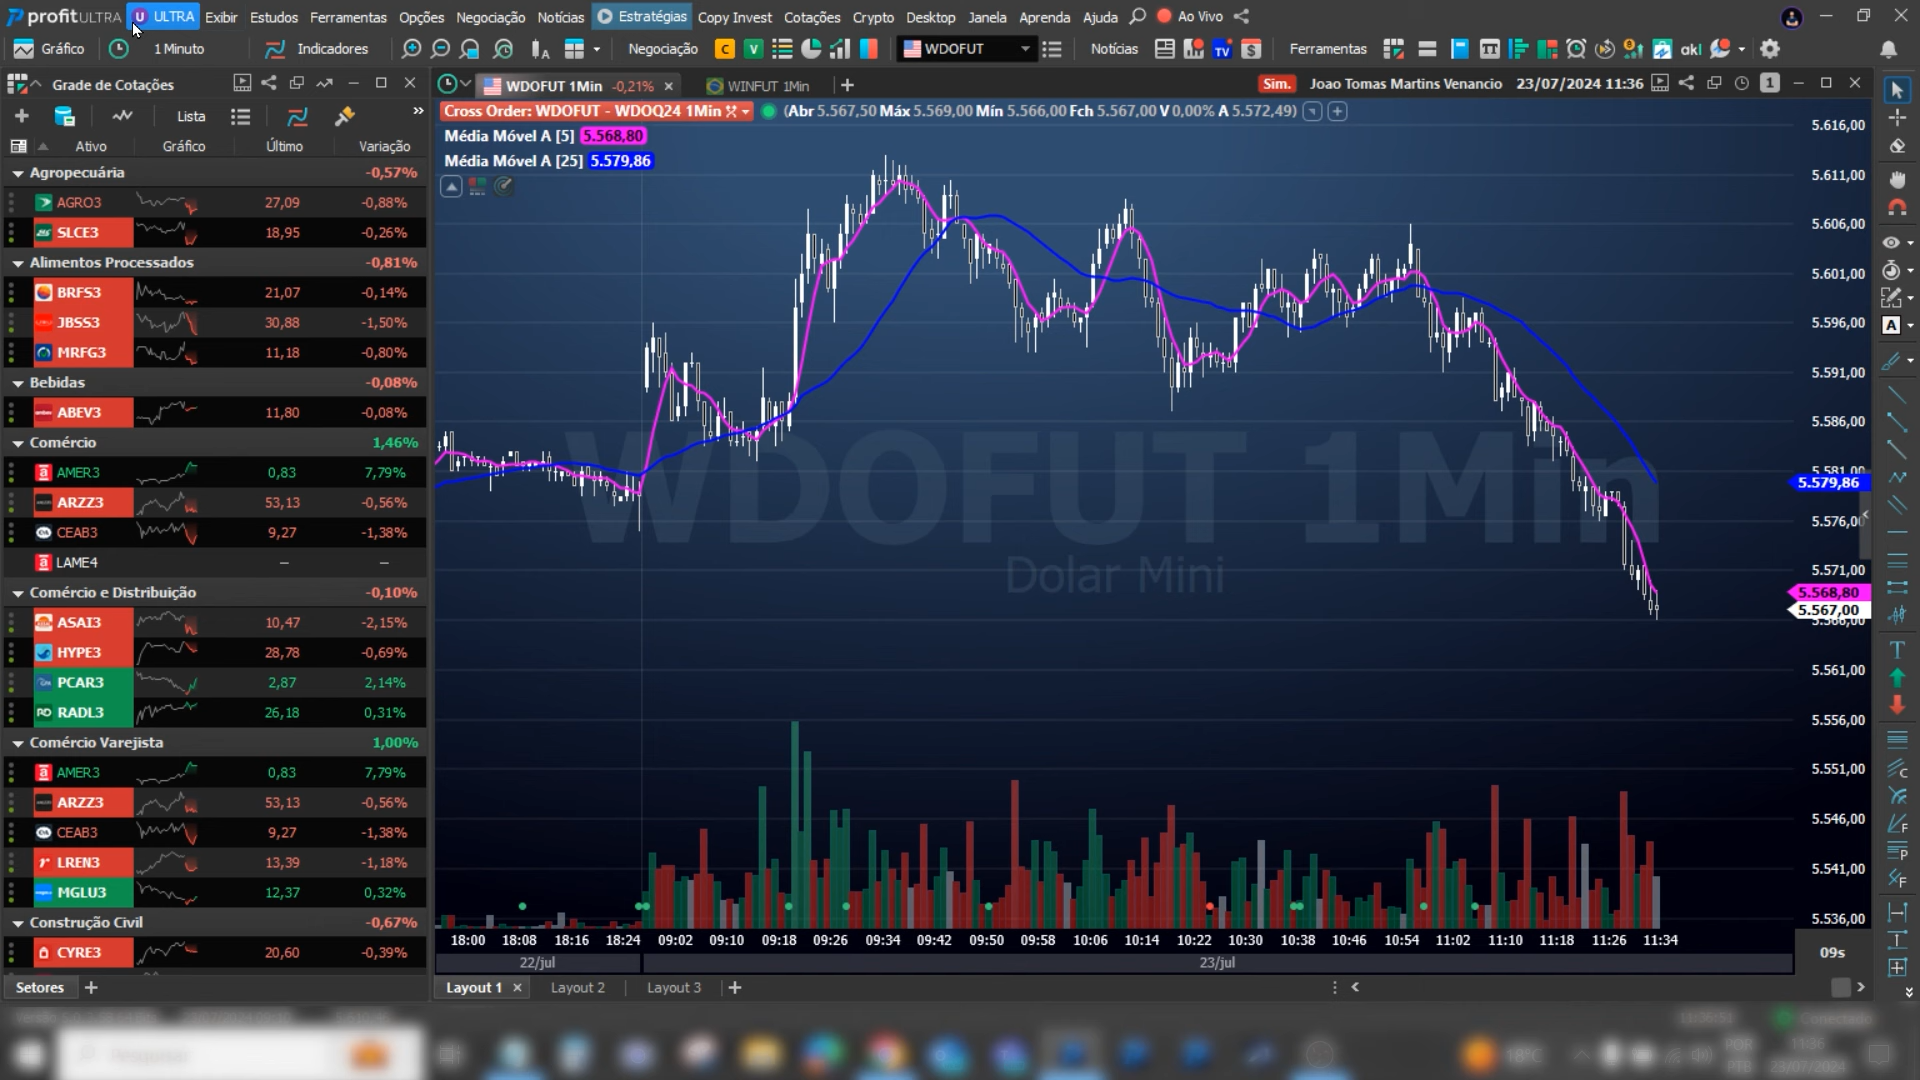 profitULTRA ULTRA Exibir Estudos Ferramentas Opções Negociação Notícias Estratégias Copy Invest Cotações Crypto Desktop Janela Aprenda Ajuda Ao Vivo
Gráfico 1 Minuto Indicadores Negociação C V WDOFUT Notícias Ferramentas akl
Grade de Cotações
WDOFUT 1Min -0,21% WINFUT 1Min Sim. Joao Tomas Martins Venancio 23/07/2024 11:36 1
Lista
Ativo Gráfico Último Variação
Agropecuária -0,57%
AGRO3 27,09 -0,88%
SLCE3 18,95 -0,26%
Alimentos Processados -0,81%
BRFS3 21,07 -0,14%
JBSS3 30,88 -1,50%
MRFG3 11,18 -0,80%
Bebidas -0,08%
ABEV3 11,80 -0,08%
Comércio 1,46%
AMER3 0,83 7,79%
ARZZ3 53,13 -0,56%
CEAB3 9,27 -1,38%
LAME4 – –
Comércio e Distribuição -0,10%
ASAI3 10,47 -2,15%
HYPE3 28,78 -0,69%
PCAR3 2,87 2,14%
RADL3 26,18 0,31%
Comércio Varejista 1,00%
AMER3 0,83 7,79%
ARZZ3 53,13 -0,56%
CEAB3 9,27 -1,38%
LREN3 13,39 -1,18%
MGLU3 12,37 0,32%
Construção Civil -0,67%
CYRE3 20,60 -0,39%
Setores
Cross Order: WDOFUT - WDOQ24 1Min (Abr 5.567,50 Máx 5.569,00 Mín 5.566,00 Fch 5.567,00 V 0,00% A 5.572,49)
Média Móvel A [5] 5.568,80
Média Móvel A [25] 5.579,86
WDOFUT 1Min
Dolar Mini
5.616,00
5.611,00
5.606,00
5.601,00
5.596,00
5.591,00
5.586,00
5.581,00
5.579,86
5.576,00
5.571,00
5.568,80
5.567,00
5.566,00
5.561,00
5.556,00
5.551,00
5.546,00
5.541,00
5.536,00
18:00 18:08 18:16 18:24 09:02 09:10 09:18 09:26 09:34 09:42 09:50 09:58 10:06 10:14 10:22 10:30 10:38 10:46 10:54 11:02 11:10 11:18 11:26 11:34
09s
22/jul 23/jul
Layout 1 Layout 2 Layout 3